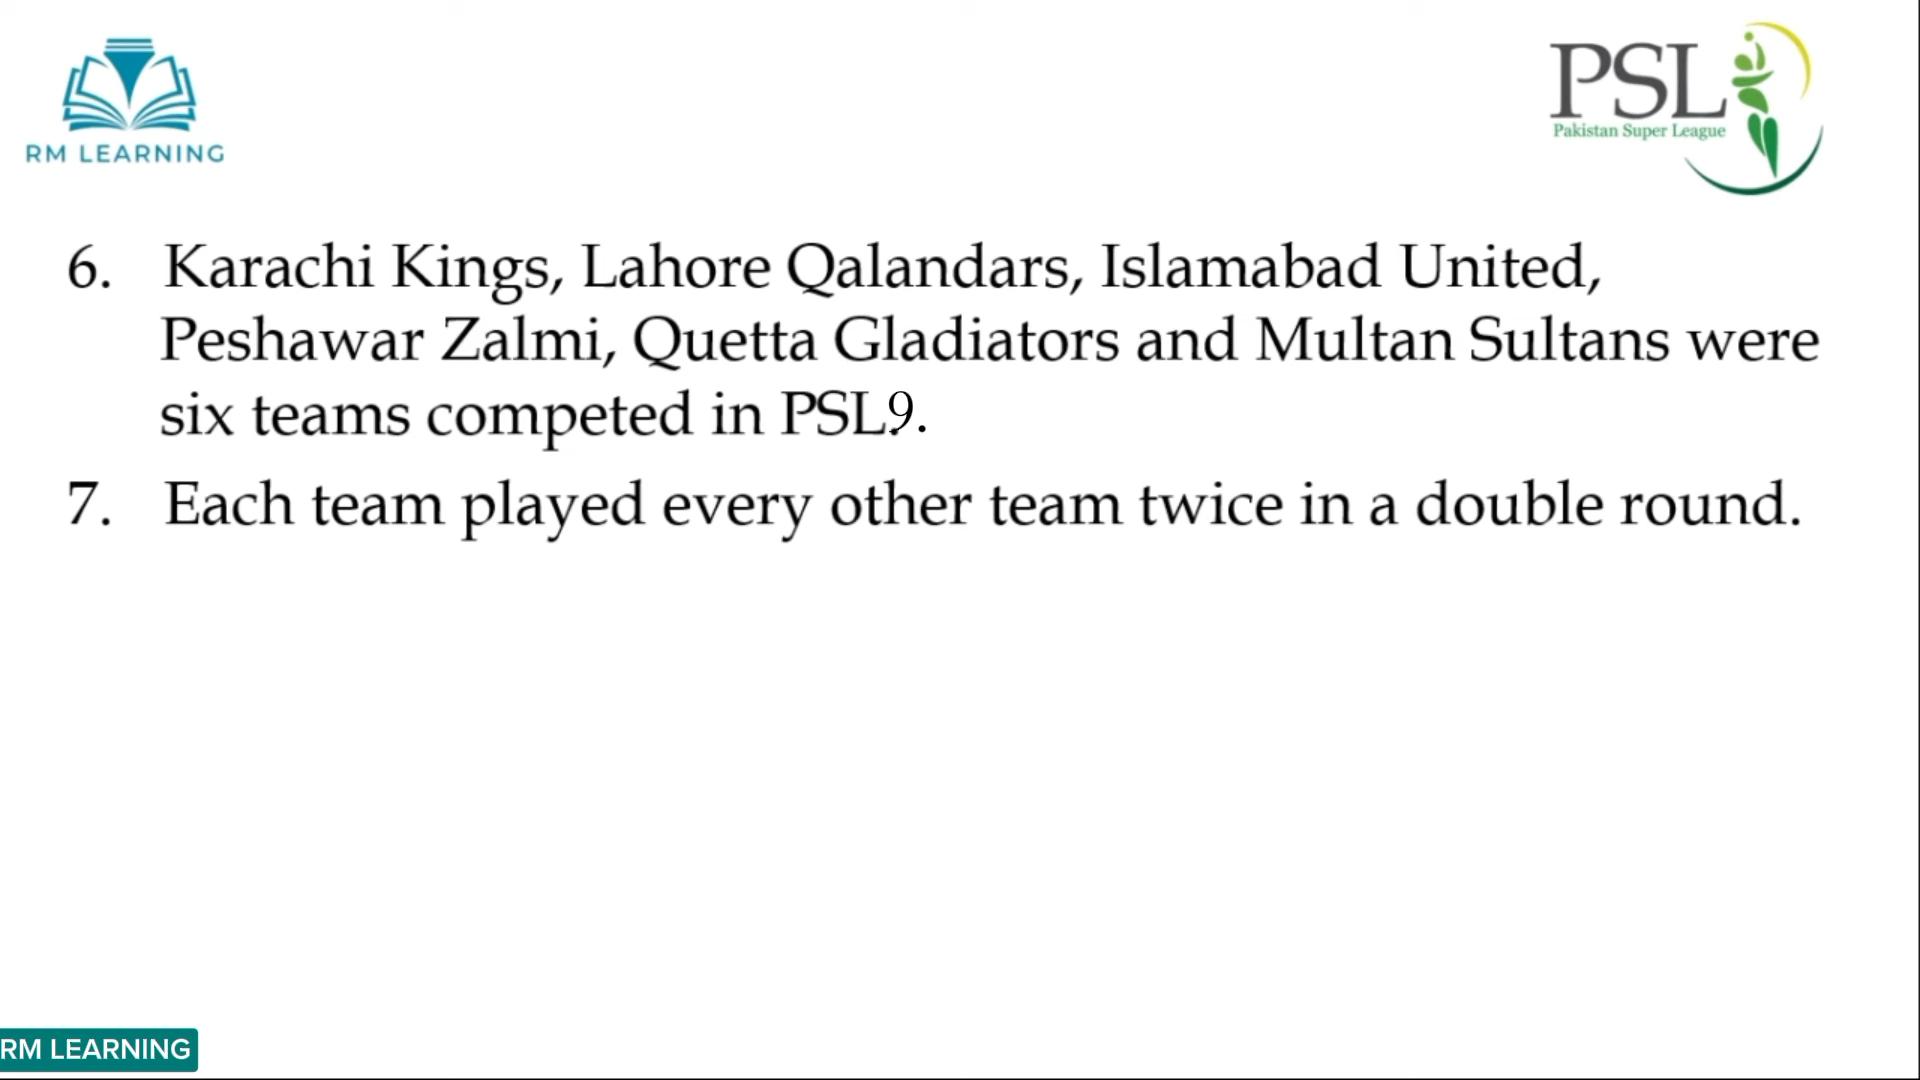 RM LEARNING
PSL
Pakistan Super League
6. Karachi Kings, Lahore Qalandars, Islamabad United,
Peshawar Zalmi, Quetta Gladiators and Multan Sultans were
six teams competed in PSL9.
7. Each team played every other team twice in a double round.
RM LEARNING